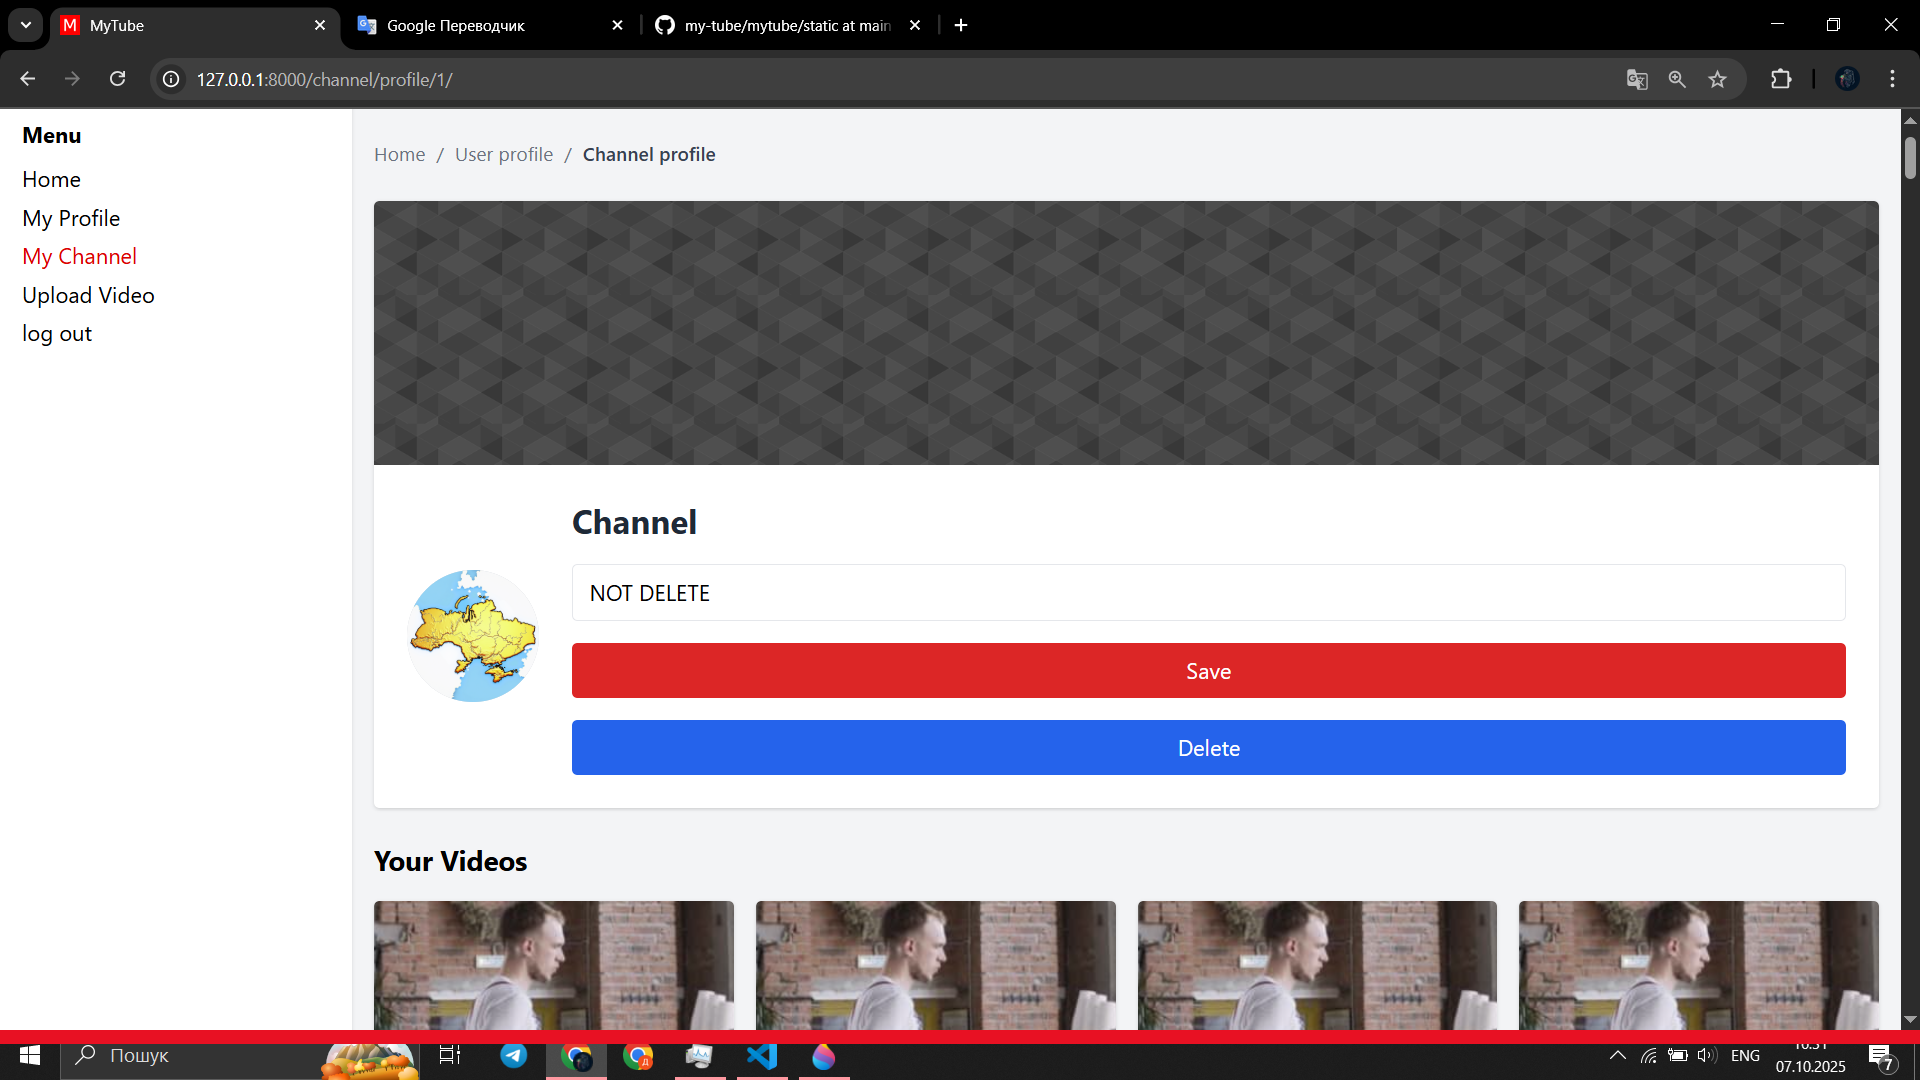 M MyTube
Google Переводчик
my-tube/mytube/static at main
127.0.0.1:8000/channel/profile/1/
Menu
Home
My Profile
My Channel
Upload Video
log out
Home / User profile / Channel profile
Channel
NOT DELETE
Save
Delete
Your Videos
Пошук
ENG
07.10.2025
7